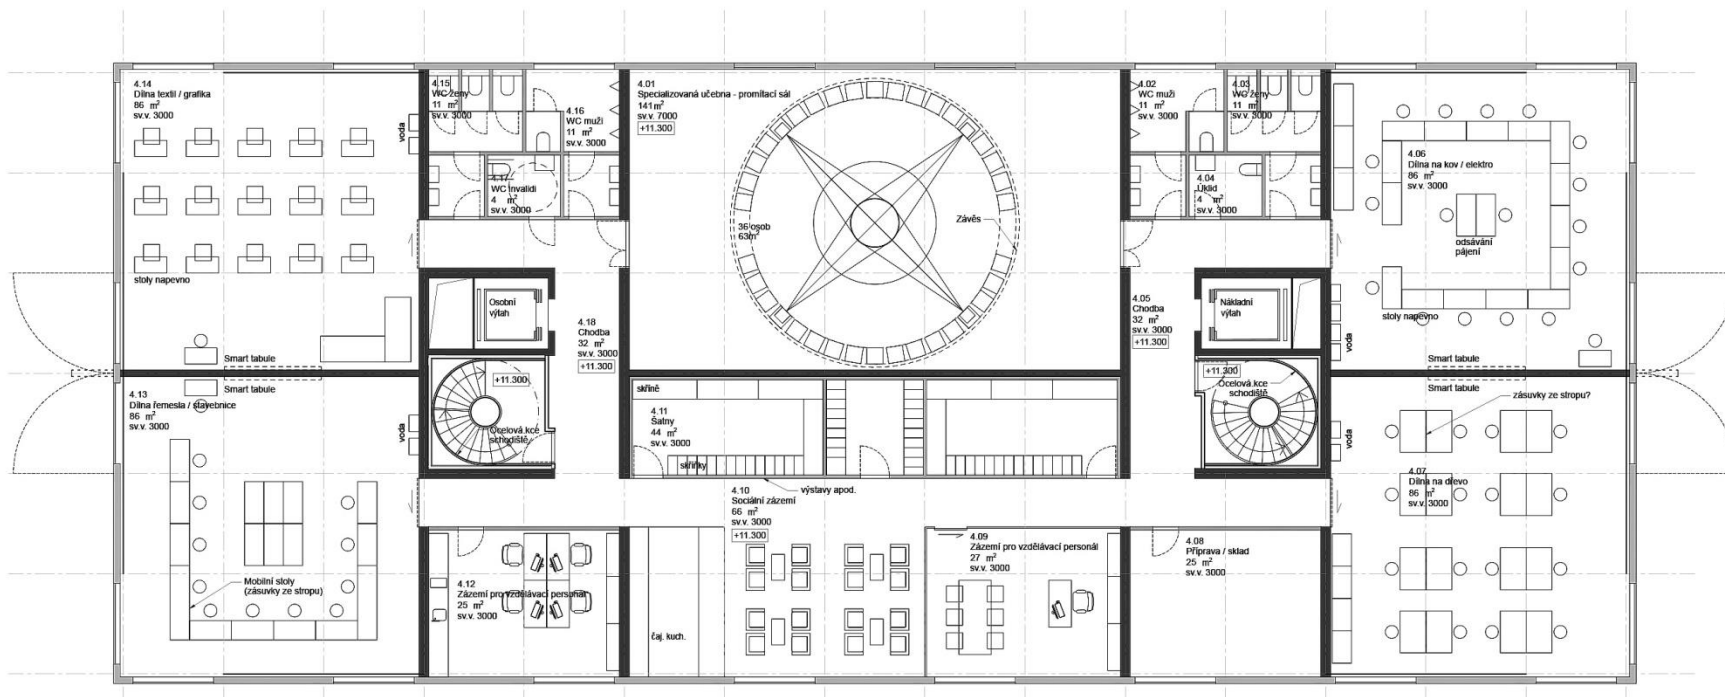 4.14
Dílna textil / grafika
86 m²
sv.v. 3000
voda
stoly napevno
Smart tabule
4.15
WC ženy
11 m²
sv.v. 3000
4.16
WC muži
11 m²
sv.v. 3000
4.17
WC invalidi
4 m²
sv.v. 3000
4.01
Specializovaná učebna - promítací sál
141m²
sv.v. 7000
+11.300
36 osob
63m²
Závěs
4.02
WC muži
11 m²
sv.v. 3000
4.03
WC ženy
11 m²
sv.v. 3000
4.04
Úklid
4 m²
sv.v. 3000
4.06
Dílna na kov / elektro
86 m²
sv.v. 3000
odsávání
pájení
stoly napevno
voda
Smart tabule
Osobní
výtah
4.18
Chodba
32 m²
sv.v. 3000
+11.300
4.05
Chodba
32 m²
sv.v. 3000
+11.300
Nákladní
výtah
Smart tabule
4.13
Dílna řemesla / stavebnice
86 m²
sv.v. 3000
voda
Mobilní stoly
(zásuvky ze stropu)
+11.300
Ocelová.kce
schodiště
skříně
4.11
Šatny
44 m²
sv.v. 3000
skříňky
výstavy apod.
+11.300
Ocelová.kce
schodiště
Smart tabule
zásuvky ze stropu?
voda
4.07
Dílna na dřevo
86 m²
sv.v. 3000
4.10
Sociální zázemí
66 m²
sv.v. 3000
+11.300
čaj. kuch.
4.12
Zázemí pro vzdělávací personál
25 m²
sv.v. 3000
4.09
Zázemí pro vzdělávací personál
27 m²
sv.v. 3000
4.08
Příprava / sklad
25 m²
sv.v. 3000